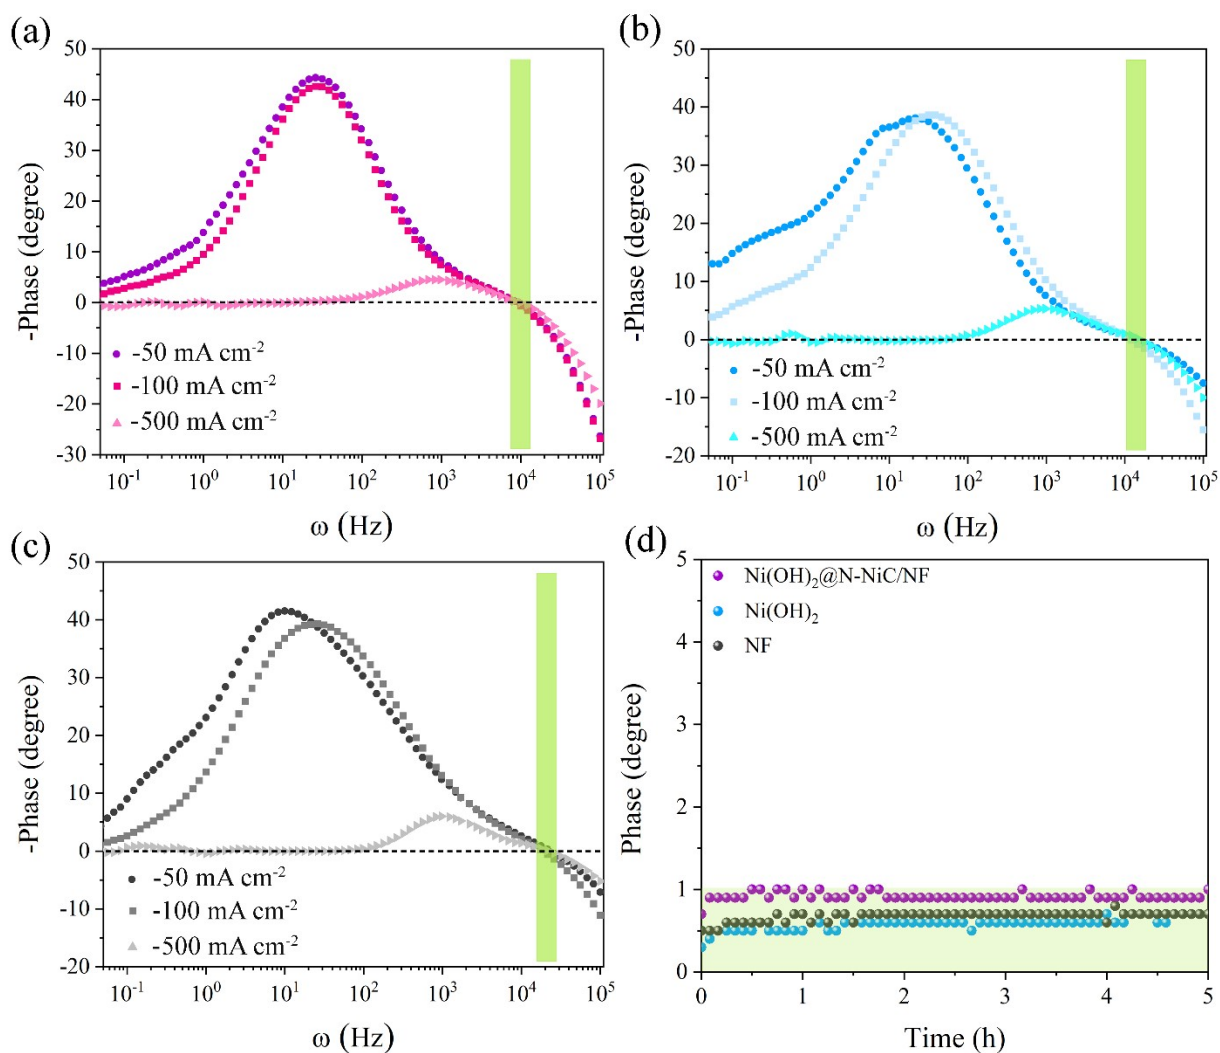 (a)
50
40
30
20
10
0
-10
-20
-30
-Phase (degree)
-50 mA cm⁻²
-100 mA cm⁻²
-500 mA cm⁻²
10⁻¹ 10⁰ 10¹ 10² 10³ 10⁴ 10⁵
ω (Hz)
(b)
50
40
30
20
10
0
-10
-20
-Phase (degree)
-50 mA cm⁻²
-100 mA cm⁻²
-500 mA cm⁻²
10⁻¹ 10⁰ 10¹ 10² 10³ 10⁴ 10⁵
ω (Hz)
(c)
50
40
30
20
10
0
-10
-20
-Phase (degree)
-50 mA cm⁻²
-100 mA cm⁻²
-500 mA cm⁻²
10⁻¹ 10⁰ 10¹ 10² 10³ 10⁴ 10⁵
ω (Hz)
(d)
5
4
3
2
1
0
Phase (degree)
Ni(OH)₂@N-NiC/NF
Ni(OH)₂
NF
0 1 2 3 4 5
Time (h)